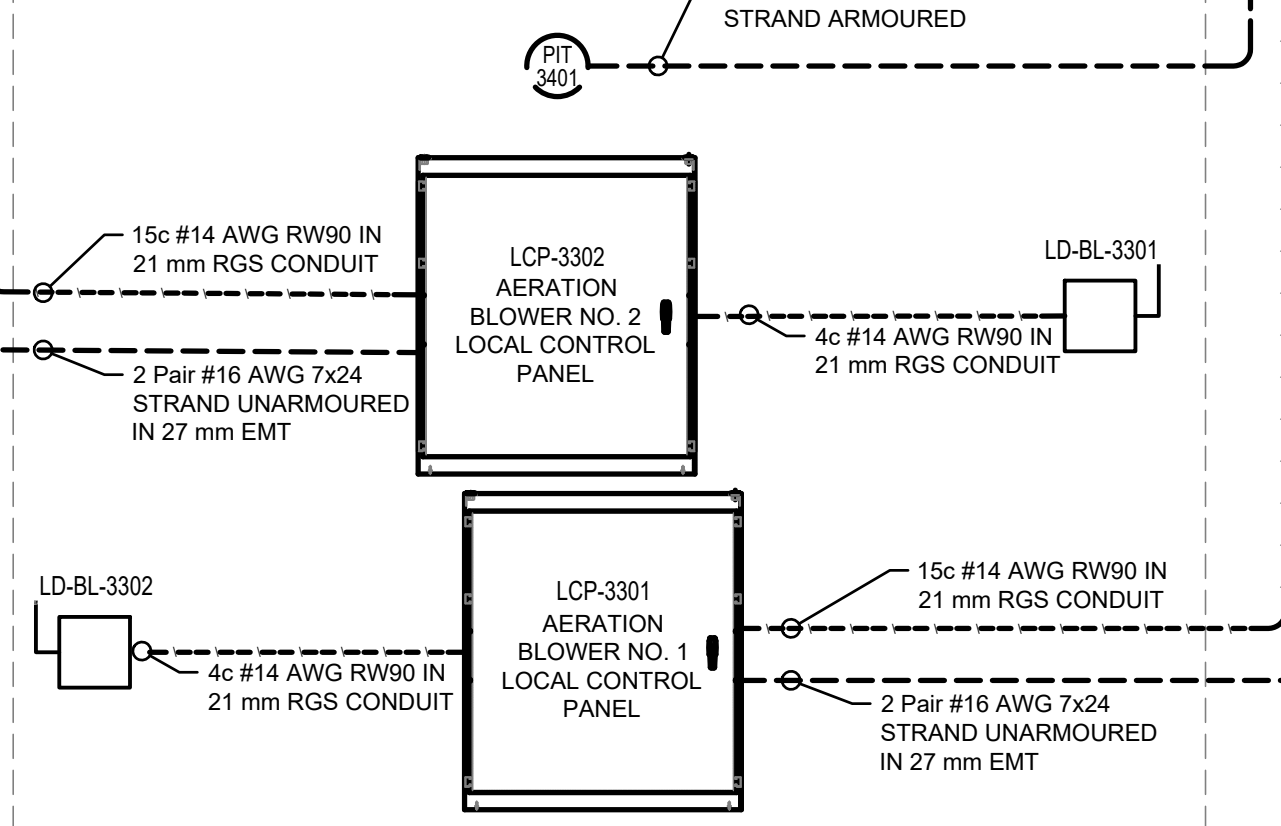 STRAND ARMOURED
PIT
3401
15c #14 AWG RW90 IN
21 mm RGS CONDUIT
2 Pair #16 AWG 7x24
STRAND UNARMOURED
IN 27 mm EMT
LCP-3302
AERATION
BLOWER NO. 2
LOCAL CONTROL
PANEL
LD-BL-3301
4c #14 AWG RW90 IN
21 mm RGS CONDUIT
LD-BL-3302
4c #14 AWG RW90 IN
21 mm RGS CONDUIT
LCP-3301
AERATION
BLOWER NO. 1
LOCAL CONTROL
PANEL
15c #14 AWG RW90 IN
21 mm RGS CONDUIT
2 Pair #16 AWG 7x24
STRAND UNARMOURED
IN 27 mm EMT